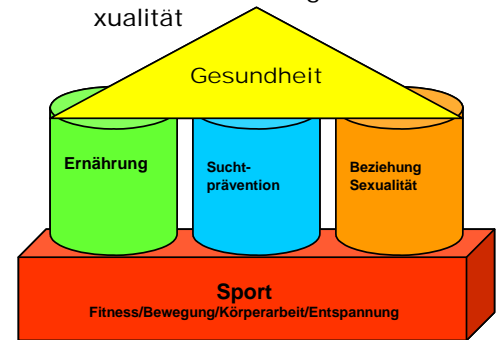 xualität
Gesundheit
Ernährung
Sucht-
prävention
Beziehung
Sexualität
Sport
Fitness/Bewegung/Körperarbeit/Entspannung